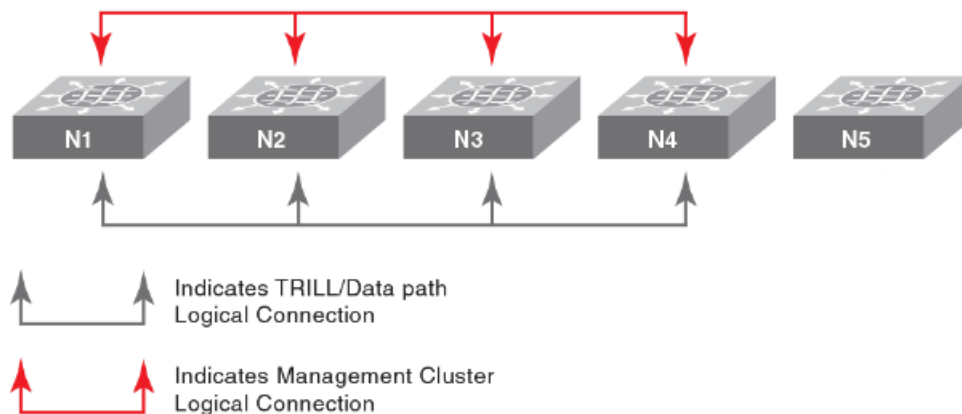 N1 N2 N3 N4 N5
Indicates TRILL/Data path
Logical Connection
Indicates Management Cluster
Logical Connection